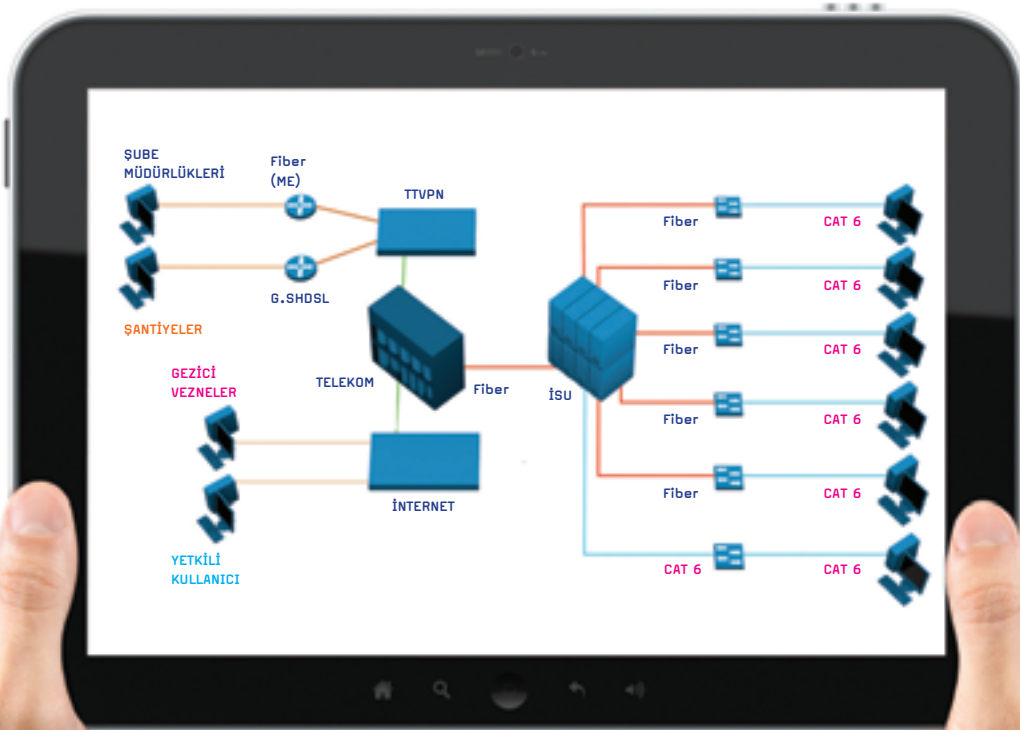 ŞUBE
MÜDÜRLÜKLERİ
Fiber
(ME)
TTVPN
G.SHDSL
ŞANTİYELER
GEZİCİ
VEZNELER
TELEKOM
Fiber
İSU
İNTERNET
YETKİLİ
KULLANICI
Fiber
CAT 6
Fiber
CAT 6
Fiber
CAT 6
Fiber
CAT 6
Fiber
CAT 6
CAT 6
CAT 6